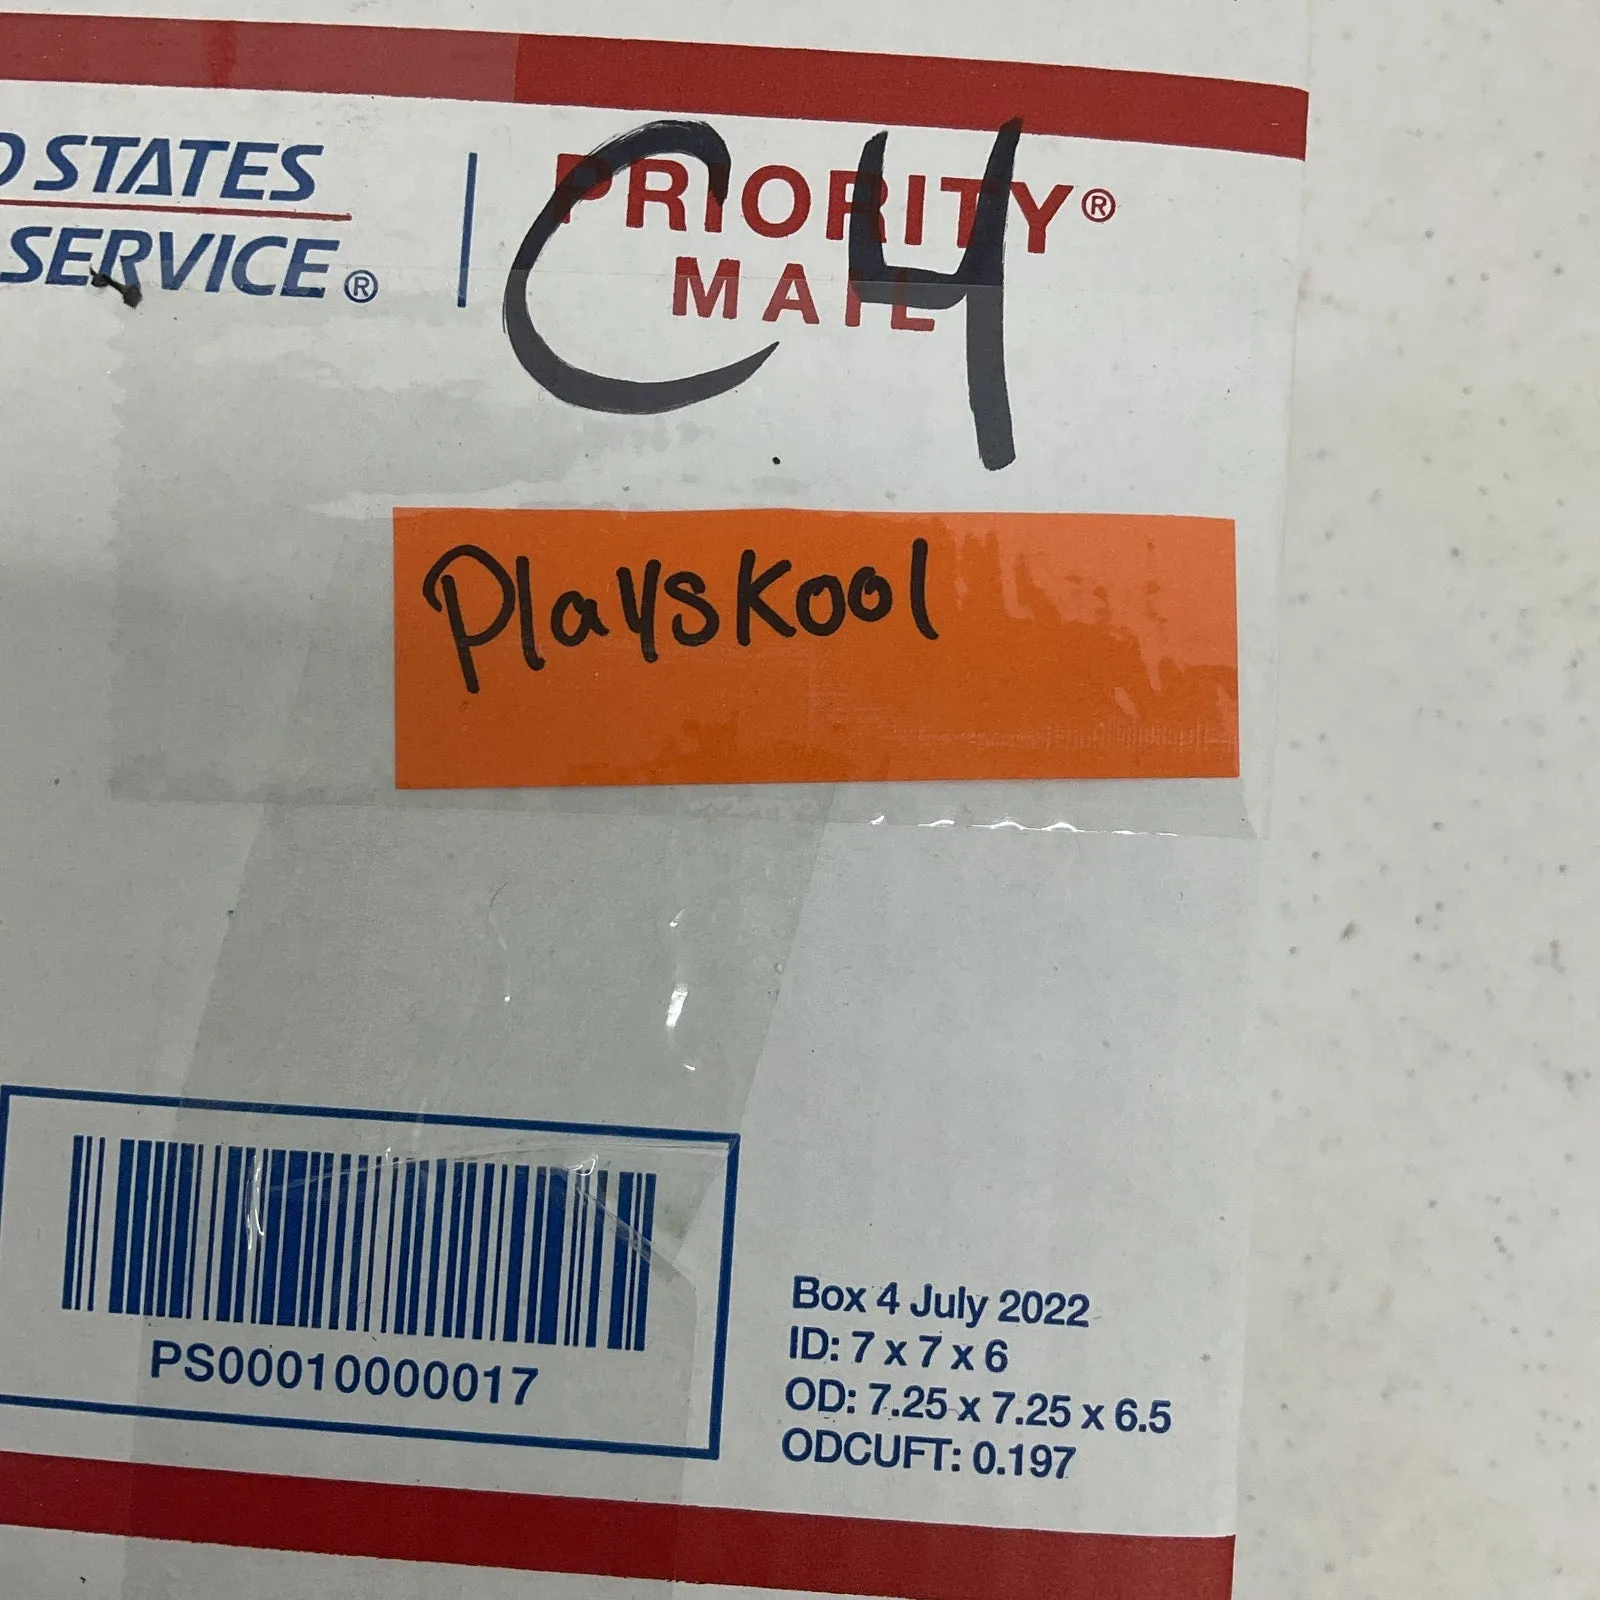 D STATES
SERVICE®
PRIORITY®
MAIL
C4
Playskool
PS00010000017
Box 4 July 2022
ID: 7 x 7 x 6
OD: 7.25 x 7.25 x 6.5
ODCUFT: 0.197